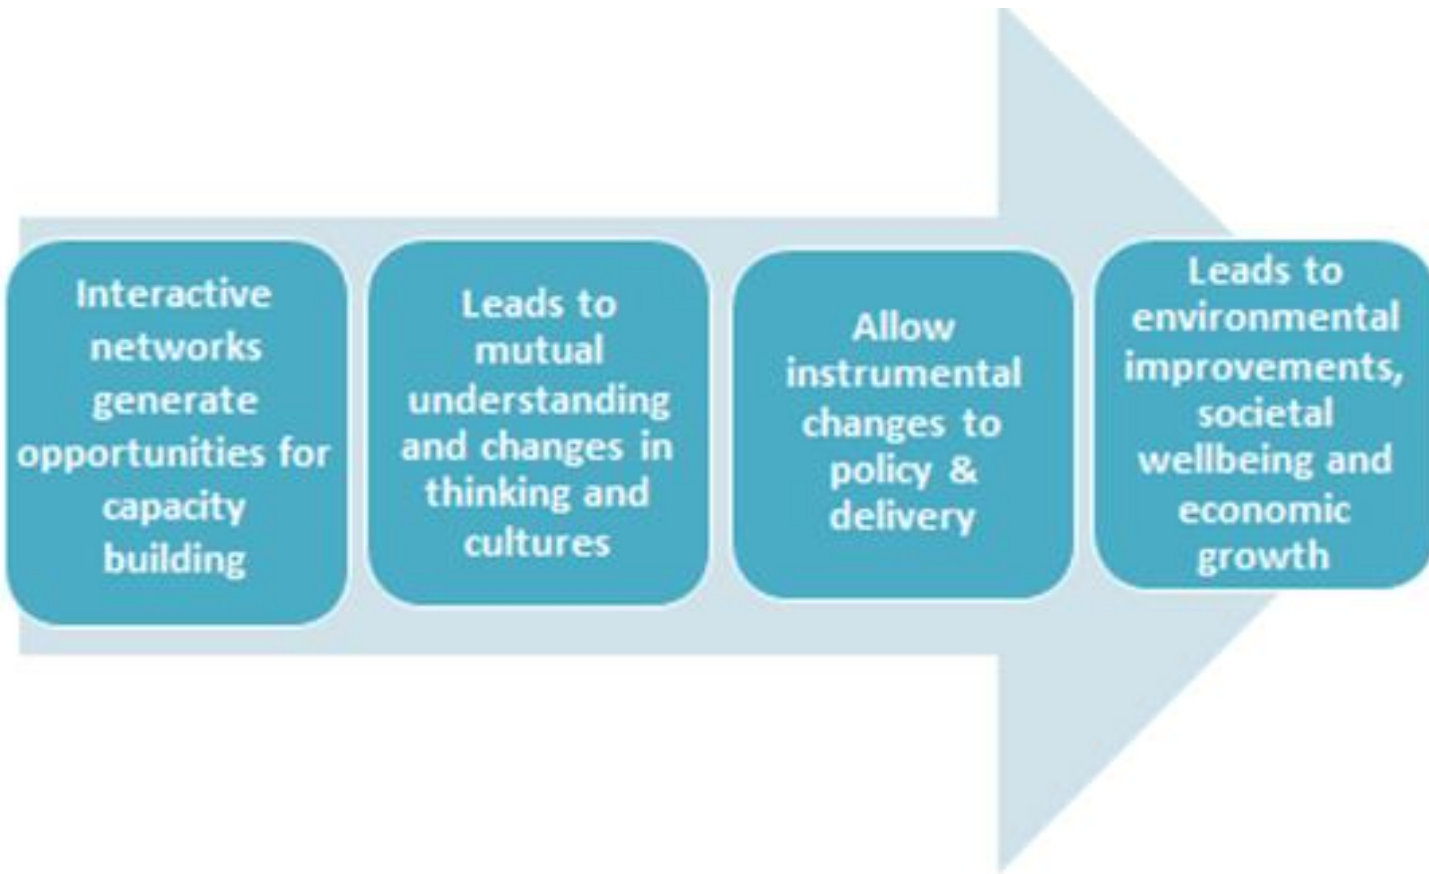 Interactive
networks
generate
opportunities for
capacity
building
Leads to
mutual
understanding
and changes in
thinking and
cultures
Allow
instrumental
changes to
policy &
delivery
Leads to
environmental
improvements,
societal
wellbeing and
economic
growth